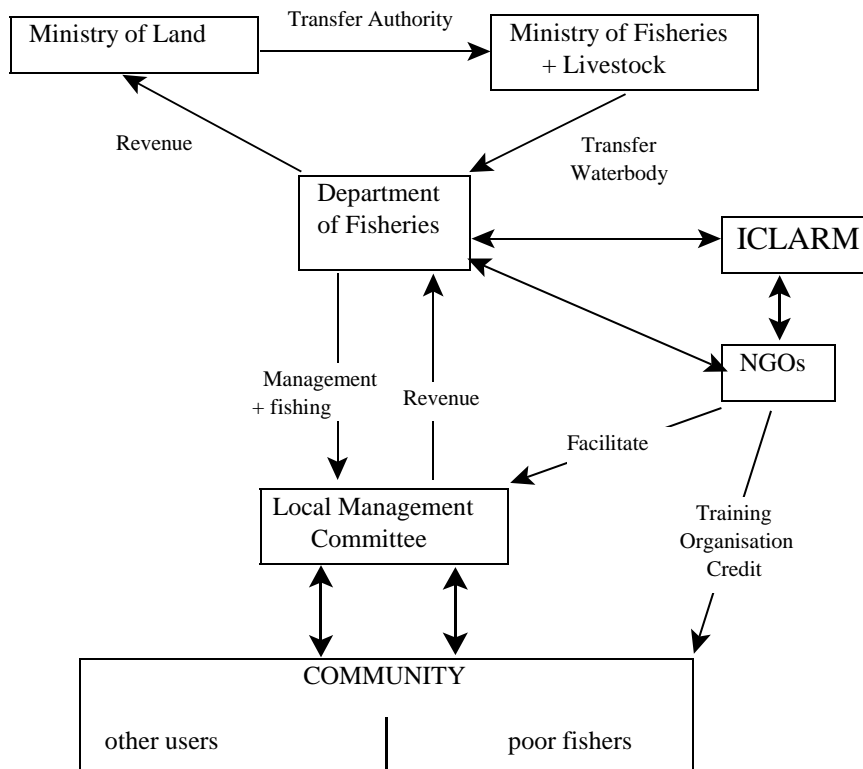 Ministry of Land
Transfer Authority
Ministry of Fisheries
+ Livestock
Revenue
Transfer
Waterbody
Department
of Fisheries
ICLARM
NGOs
Management
+ fishing
Revenue
Facilitate
Local Management
Committee
Training
Organisation
Credit
COMMUNITY
other users
poor fishers